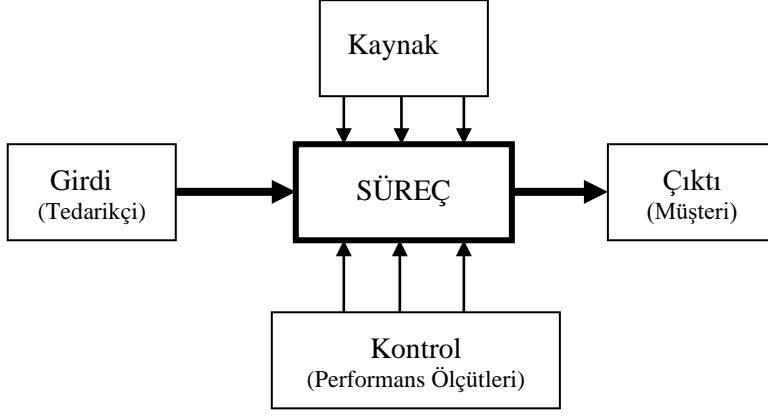 Kaynak
Girdi
(Tedarikçi)
SÜREÇ
Çıktı
(Müşteri)
Kontrol
(Performans Ölçütleri)